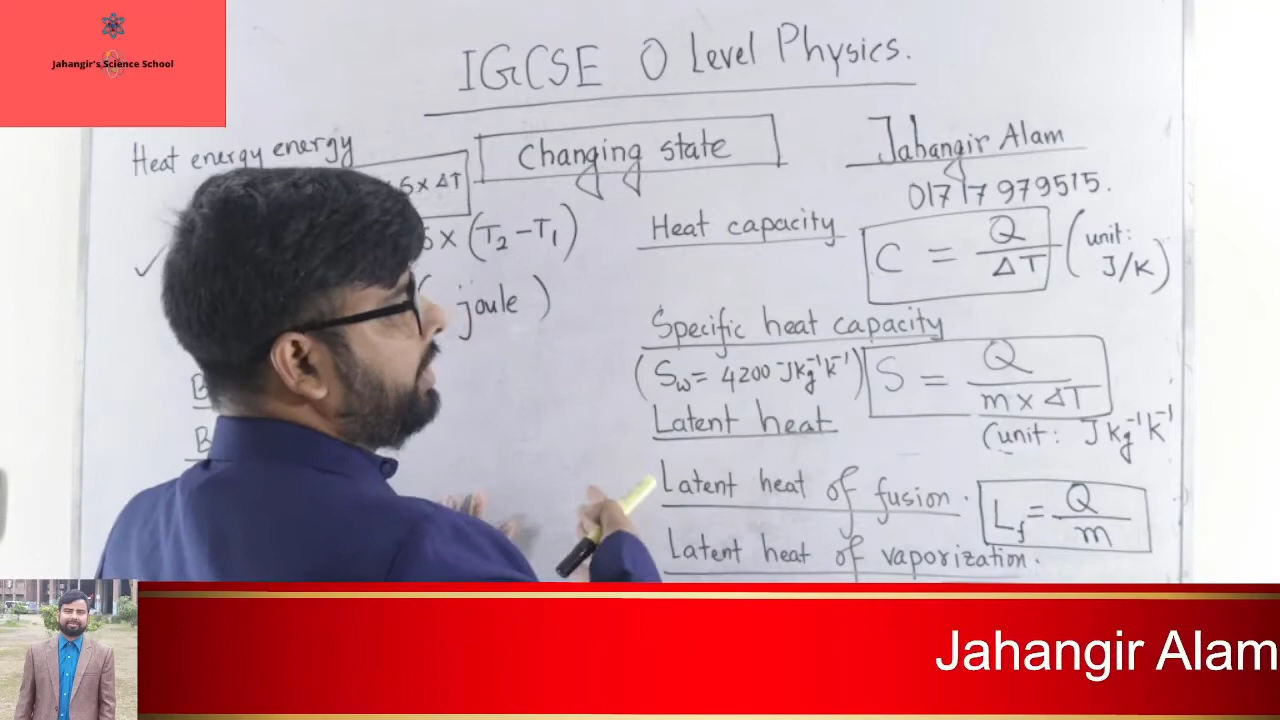 Jahangir's Science School
IGCSE O Level Physics.
Heat energy energy
Changing state
Jahangir Alam
01717979515.
S × ΔT
S × (T₂ - T₁)
( joule )
Heat capacity
C = Q / ΔT (unit: J/K)
Specific heat capacity
(Sw = 4200 JKg⁻¹K⁻¹)
S = Q / m × ΔT
(unit: JKg⁻¹K⁻¹
Latent heat
Latent heat of fusion.
Lf = Q / m
Latent heat of vaporization.
B
B
Jahangir Alam